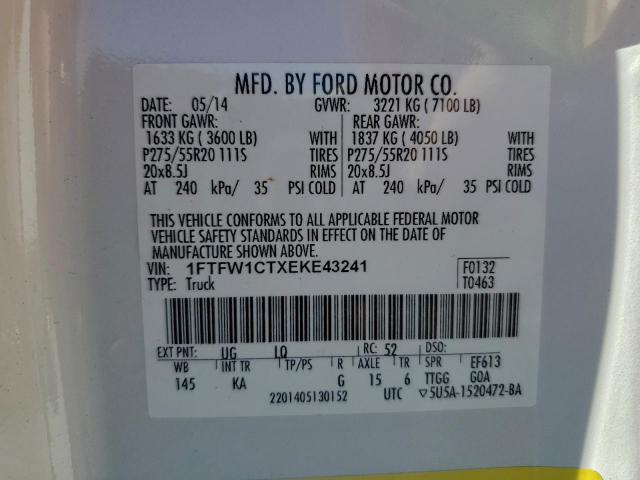 MFD. BY FORD MOTOR CO.
DATE: 05/14 GVWR: 3221 KG ( 7100 LB)
FRONT GAWR: REAR GAWR:
1633 KG ( 3600 LB) WITH 1837 KG ( 4050 LB) WITH
P275/55R20 111S TIRES P275/55R20 111S TIRES
20x8.5J RIMS 20x8.5J RIMS
AT 240 kPa/ 35 PSI COLD AT 240 kPa/ 35 PSI COLD
THIS VEHICLE CONFORMS TO ALL APPLICABLE FEDERAL MOTOR
VEHICLE SAFETY STANDARDS IN EFFECT ON THE DATE OF
MANUFACTURE SHOWN ABOVE.
VIN: 1FTFW1CTXEKE43241 F0132
TYPE: Truck T0463
EXT PNT: UG LQ RC: 52 DSO:
WB INT TR TP/PS R AXLE TR SPR EF613
145 KA G 15 6 TTGG GOA
2201405130152 UTC ▽5U5A-1520472-BA